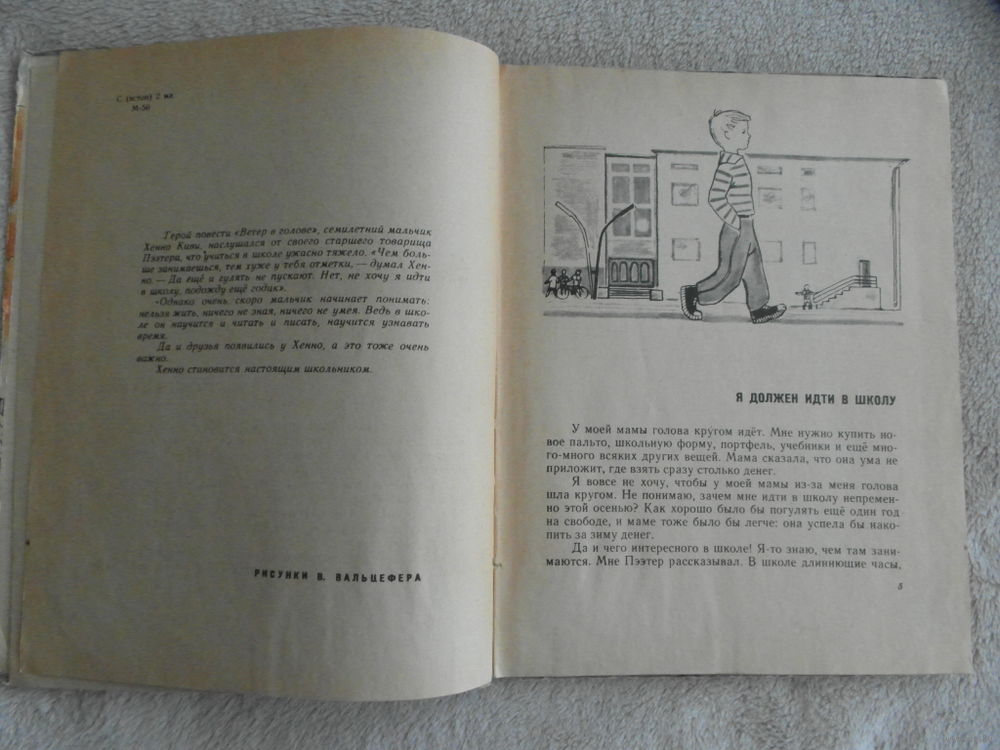 С (эстон) 2 мл
М-50
Герой повести «Ветер в голове», семилетний мальчик
Хенно Киви, наслушался от своего старшего товарища
Пээтера, что учиться в школе ужасно тяжело. «Чем боль-
ше занимаешься, тем хуже у тебя отметки, — думал Хен-
но. — Да ещё и гулять не пускают. Нет, не хочу я идти
в школу, подожду ещё годик».
Однако очень скоро мальчик начинает понимать:
нельзя жить, ничего не зная, ничего не умея. Ведь в шко-
ле он научится и читать и писать, научится узнавать
время.
Да и друзья появились у Хенно, а это тоже очень
важно.
Хенно становится настоящим школьником.
РИСУНКИ В. ВАЛЬЦЕФЕРА
Я ДОЛЖЕН ИДТИ В ШКОЛУ
У моей мамы голова кругом идёт. Мне нужно купить но-
вое пальто, школьную форму, портфель, учебники и ещё мно-
го-много всяких других вещей. Мама сказала, что она ума не
приложит, где взять сразу столько денег.
Я вовсе не хочу, чтобы у моей мамы из-за меня голова
шла кругом. Не понимаю, зачем мне идти в школу непремен-
но этой осенью? Как хорошо было бы погулять ещё один год
на свободе, и маме тоже было бы легче: она успела бы нако-
пить за зиму денег.
Да и чего интересного в школе! Я-то знаю, чем там зани-
маются. Мне Пээтер рассказывал. В школе длиннющие часы,
5